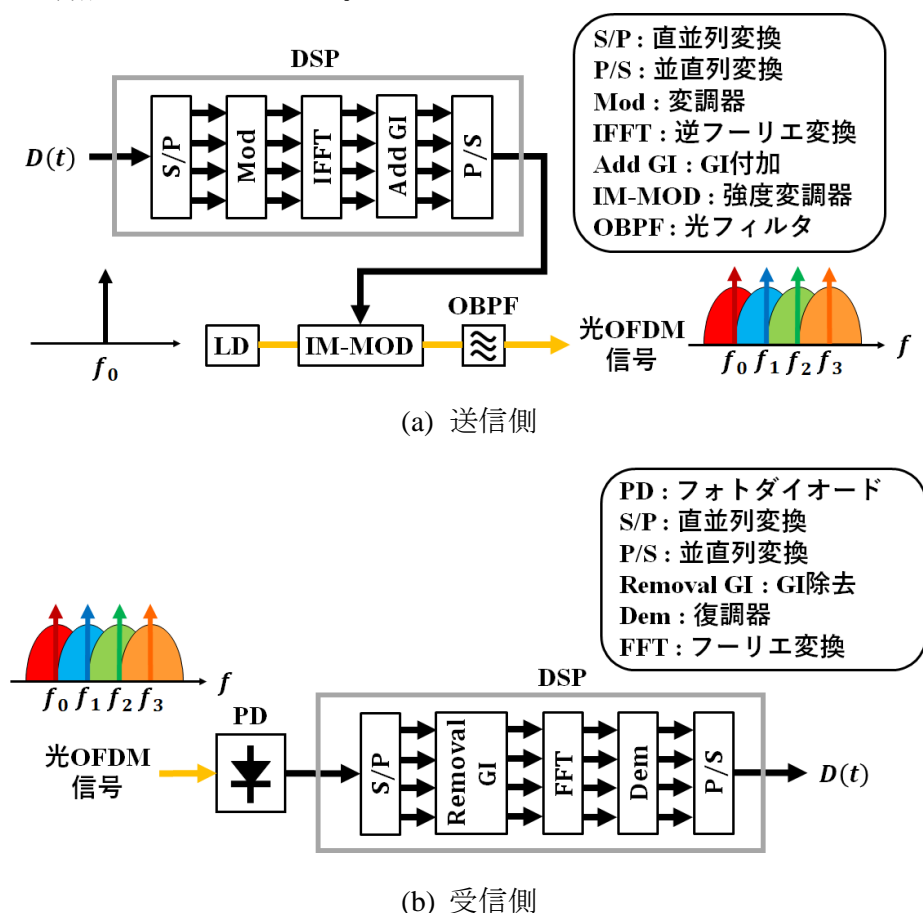 DSP
D(t)
S/P
Mod
IFFT
Add GI
P/S
S/P : 直並列変換
P/S : 並直列変換
Mod : 変調器
IFFT : 逆フーリエ変換
Add GI : GI付加
IM-MOD : 強度変調器
OBPF : 光フィルタ
f₀
LD
IM-MOD
OBPF
光OFDM
信号
f₀ f₁ f₂ f₃ f
(a) 送信側
PD : フォトダイオード
S/P : 直並列変換
P/S : 並直列変換
Removal GI : GI除去
Dem : 復調器
FFT : フーリエ変換
f₀ f₁ f₂ f₃ f
光OFDM
信号
PD
DSP
S/P
Removal
GI
FFT
Dem
P/S
D(t)
(b) 受信側